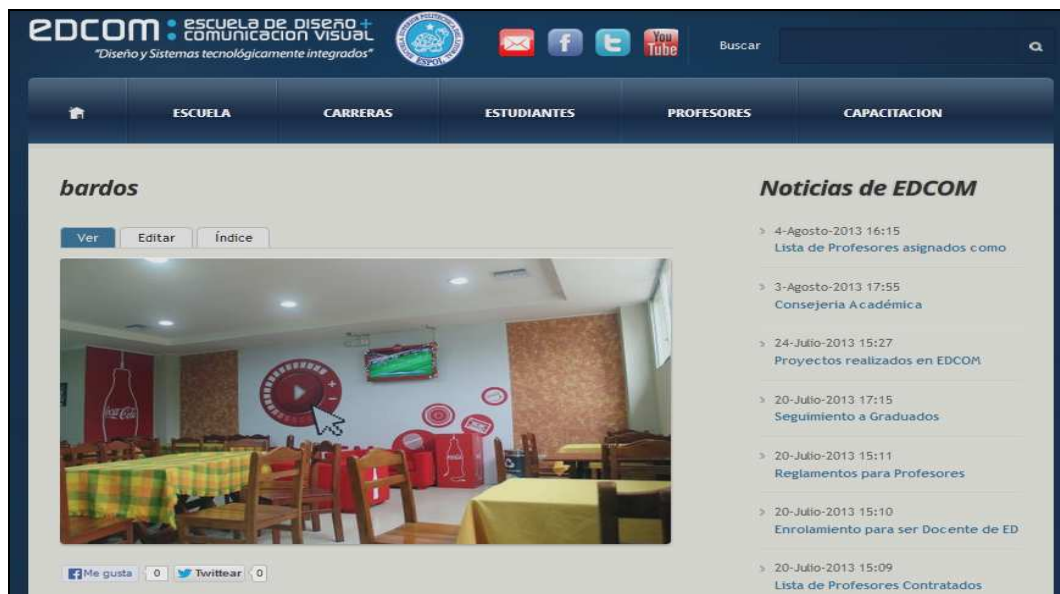 EDCOM: ESCUELA DE DISEÑO +
COMUNICACION VISUAL
"Diseño y Sistemas tecnológicamente integrados"
ESPOL
You
Tube
Buscar
ESCUELA CARRERAS ESTUDIANTES PROFESORES CAPACITACION
bardos
Ver Editar Índice
Coca-Cola
Me gusta 0 Twittear 0
Noticias de EDCOM
4-Agosto-2013 16:15
Lista de Profesores asignados como
3-Agosto-2013 17:55
Consejeria Académica
24-Julio-2013 15:27
Proyectos realizados en EDCOM
20-Julio-2013 17:15
Seguimiento a Graduados
20-Julio-2013 15:11
Reglamentos para Profesores
20-Julio-2013 15:10
Enrolamiento para ser Docente de ED
20-Julio-2013 15:09
Lista de Profesores Contratados